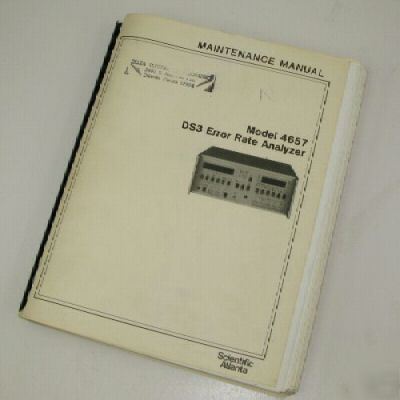 MAINTENANCE MANUAL
Model 4657
DS3 Error Rate Analyzer
Scientific
Atlanta